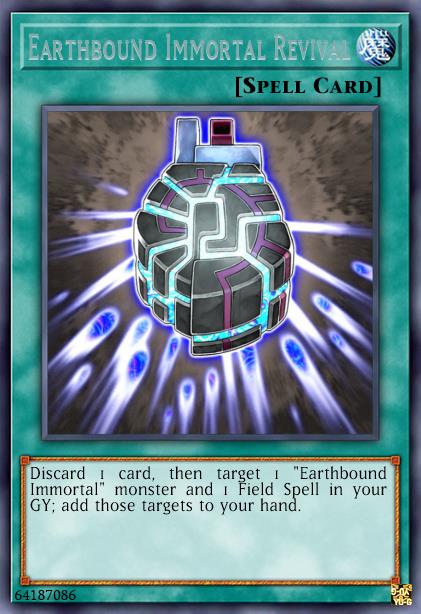 Earthbound Immortal Revival
魔
[Spell Card]
Discard 1 card, then target 1 "Earthbound
Immortal" monster and 1 Field Spell in your
GY; add those targets to your hand.
64187086